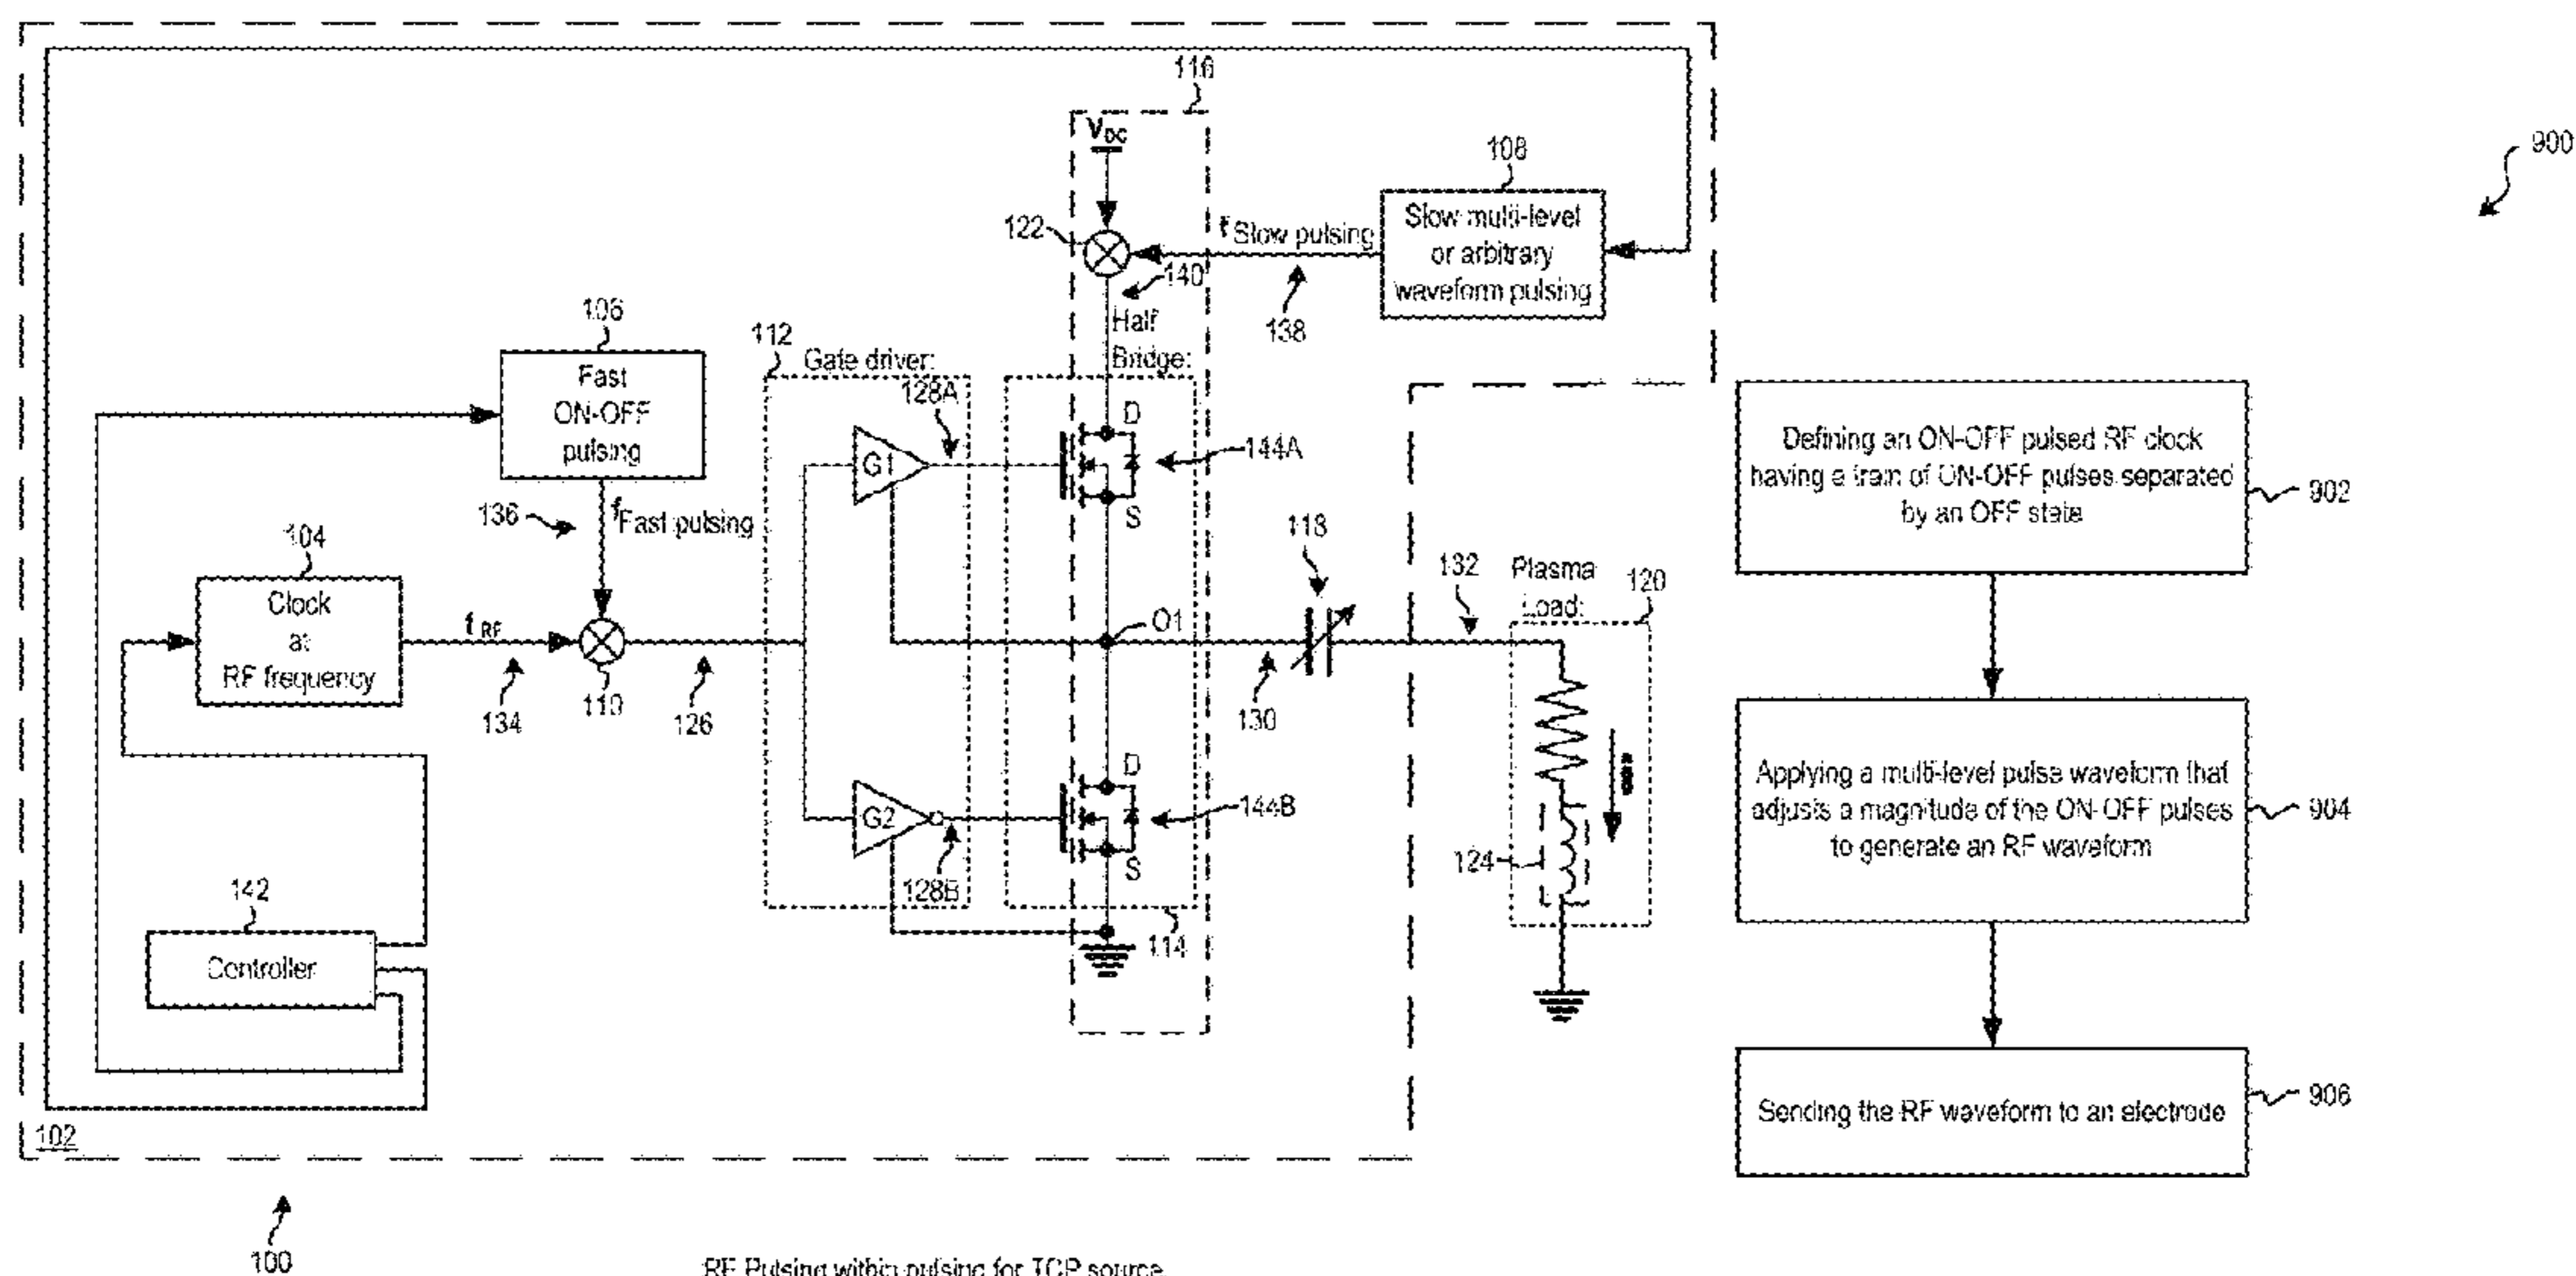 116
V DC
108
900
Slow multi-level
or arbitrary
waveform pulsing
122
f Slow pulsing
140
138
106
Fast
ON-OFF
pulsing
112
Gate driver:
Half
Bridge:
128A
G1
D
S
144A
136
f Fast pulsing
104
Clock
at
RF frequency
f RF
134
110
126
O1
118
130
132
Plasma
Load:
120
124
G2
128B
D
S
144B
114
142
Controller
102
100
Defining an ON-OFF pulsed RF clock
having a train of ON-OFF pulses separated
by an OFF state
902
Applying a multi-level pulse waveform that
adjusts a magnitude of the ON-OFF pulses
to generate an RF waveform
904
Sending the RF waveform to an electrode
906
RF Pulsing within pulsing for TCP source